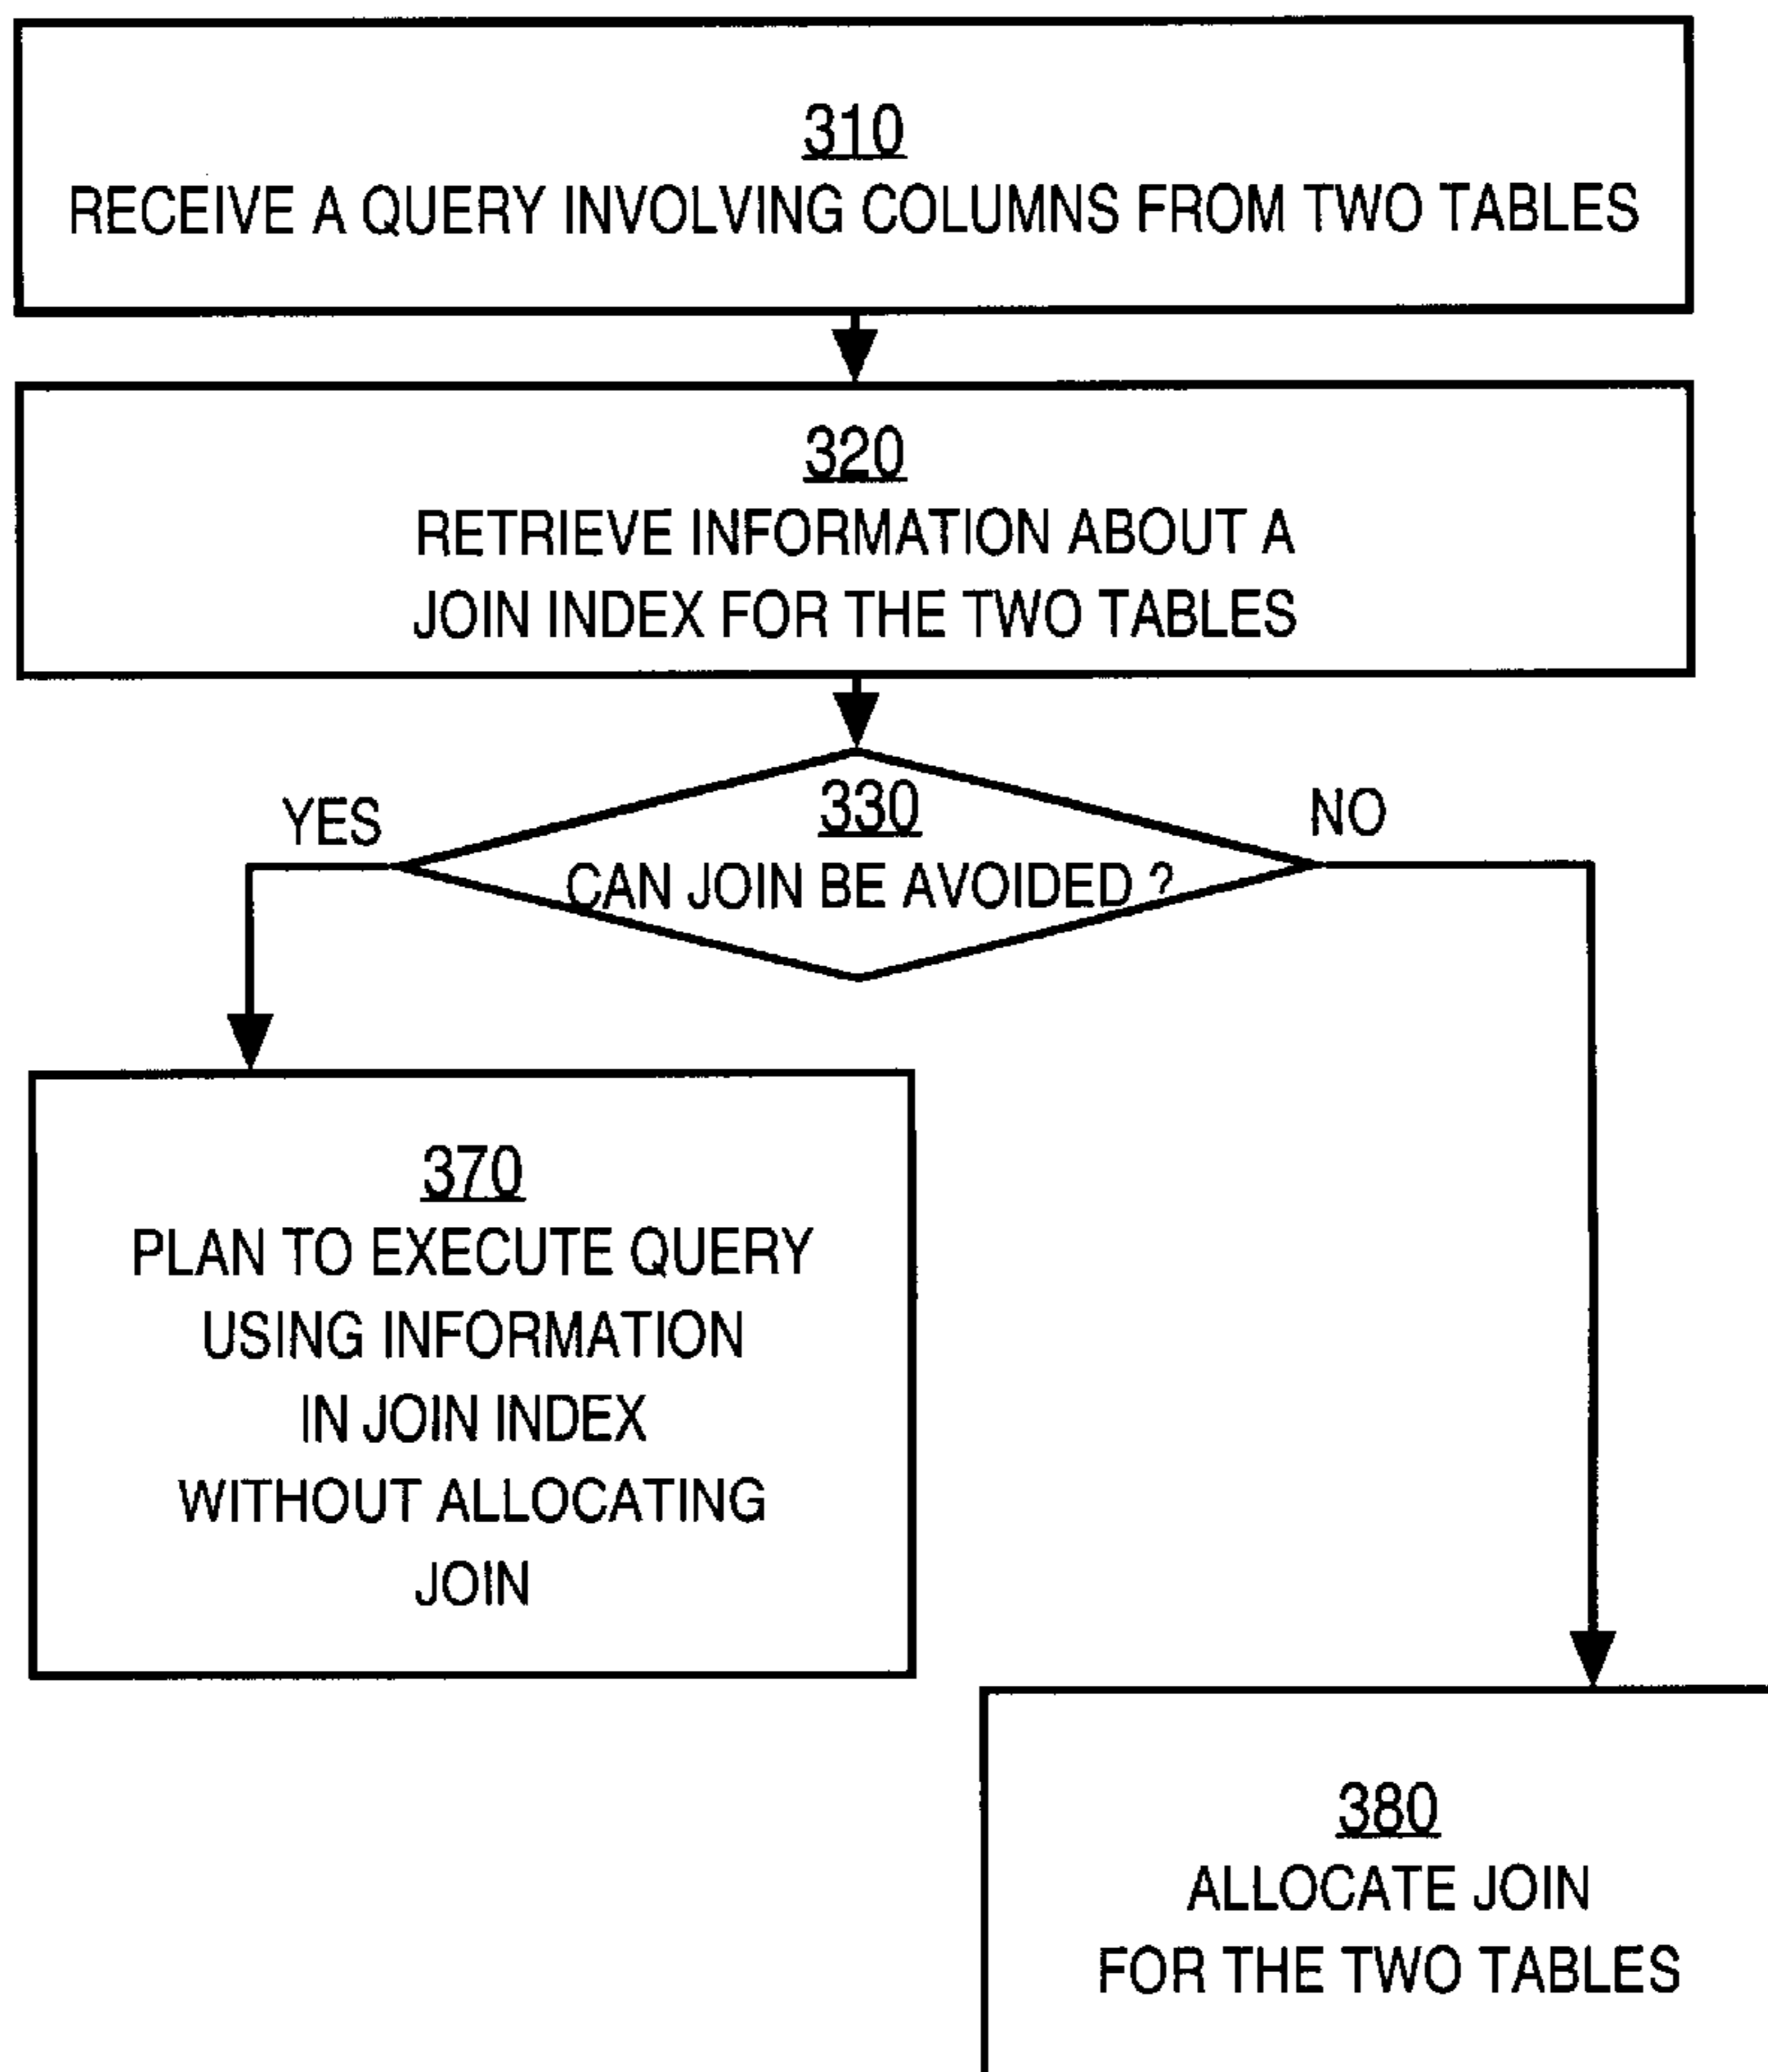 310
RECEIVE A QUERY INVOLVING COLUMNS FROM TWO TABLES
320
RETRIEVE INFORMATION ABOUT A
JOIN INDEX FOR THE TWO TABLES
330
CAN JOIN BE AVOIDED ?
YES
NO
370
PLAN TO EXECUTE QUERY
USING INFORMATION
IN JOIN INDEX
WITHOUT ALLOCATING
JOIN
380
ALLOCATE JOIN
FOR THE TWO TABLES